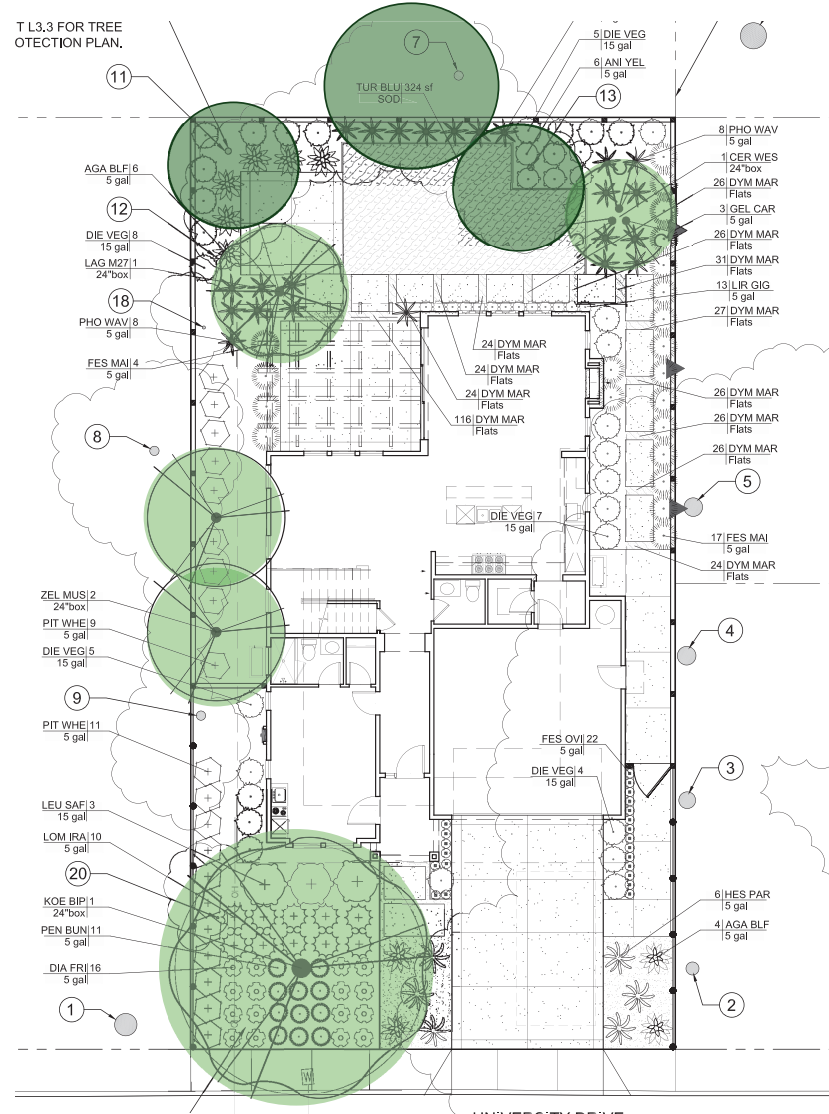 T L3.3 FOR TREE
OTECTION PLAN.
7
5 DIE VEG
15 gal
6 ANI YEL
5 gal
11
TUR BLU 324 sf
SOD
13
8 PHO WAV
5 gal
1 CER WES
24"box
26 DYM MAR
Flats
3 GEL CAR
5 gal
26 DYM MAR
Flats
31 DYM MAR
Flats
13 LIR GIG
5 gal
27 DYM MAR
Flats
AGA BLF 6
5 gal
12
DIE VEG 8
15 gal
LAG M27 1
24"box
18
PHO WAV 8
5 gal
FES MAI 4
5 gal
24 DYM MAR
Flats
24 DYM MAR
Flats
24 DYM MAR
Flats
116 DYM MAR
Flats
26 DYM MAR
Flats
26 DYM MAR
Flats
26 DYM MAR
Flats
8
5
DIE VEG 7
15 gal
17 FES MAI
5 gal
24 DYM MAR
Flats
ZEL MUS 2
24"box
PIT WHE 9
5 gal
DIE VEG 5
15 gal
4
9
PIT WHE 11
5 gal
FES OVI 22
5 gal
DIE VEG 4
15 gal
3
LEU SAF 3
15 gal
LOM IRA 10
5 gal
20
KOE BIP 1
24"box
PEN BUN 11
5 gal
DIA FRI 16
5 gal
6 HES PAR
5 gal
4 AGA BLF
5 gal
1
2
W
UNIVERSITY DRIVE